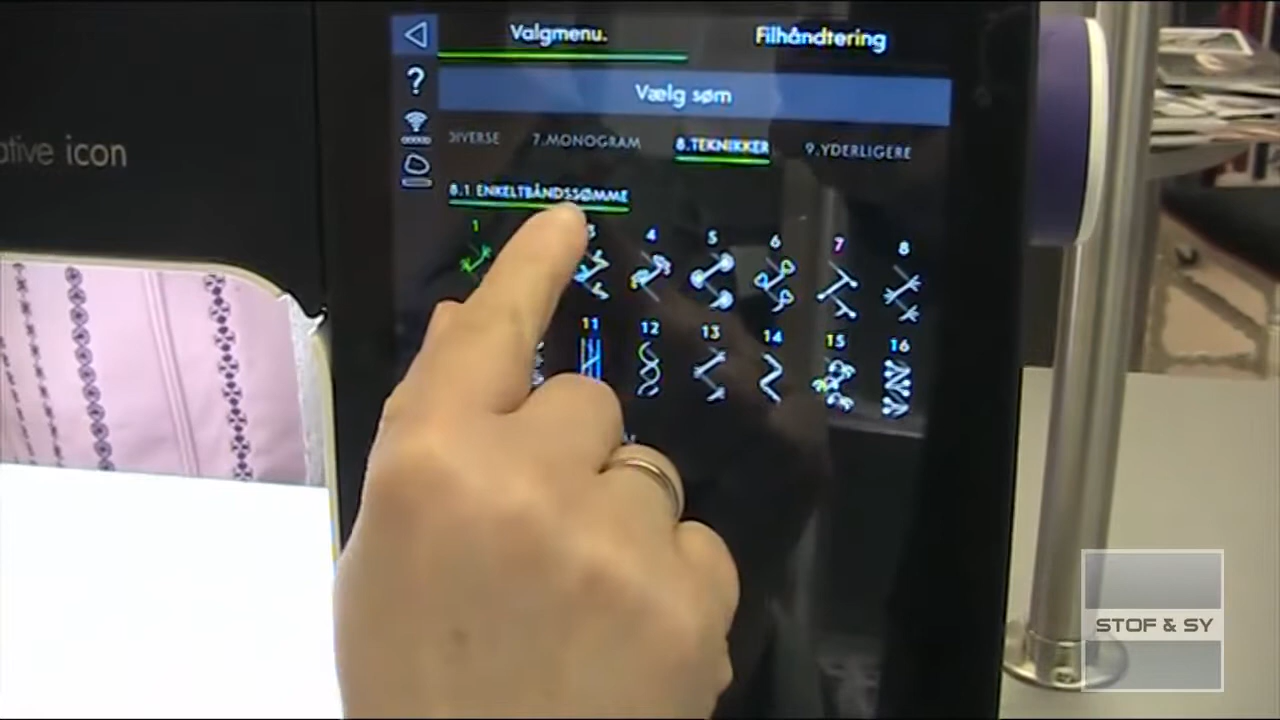 ative icon
Valgmenu.
Filhåndtering
?
Vælg søm
DIVERSE 7.MONOGRAM 8.TEKNIKKER 9.YDERLIGERE
8.1 ENKELTBÅNDSSØMME
1 3 4 5 6 7 8
11 12 13 14 15 16
STOF & SY